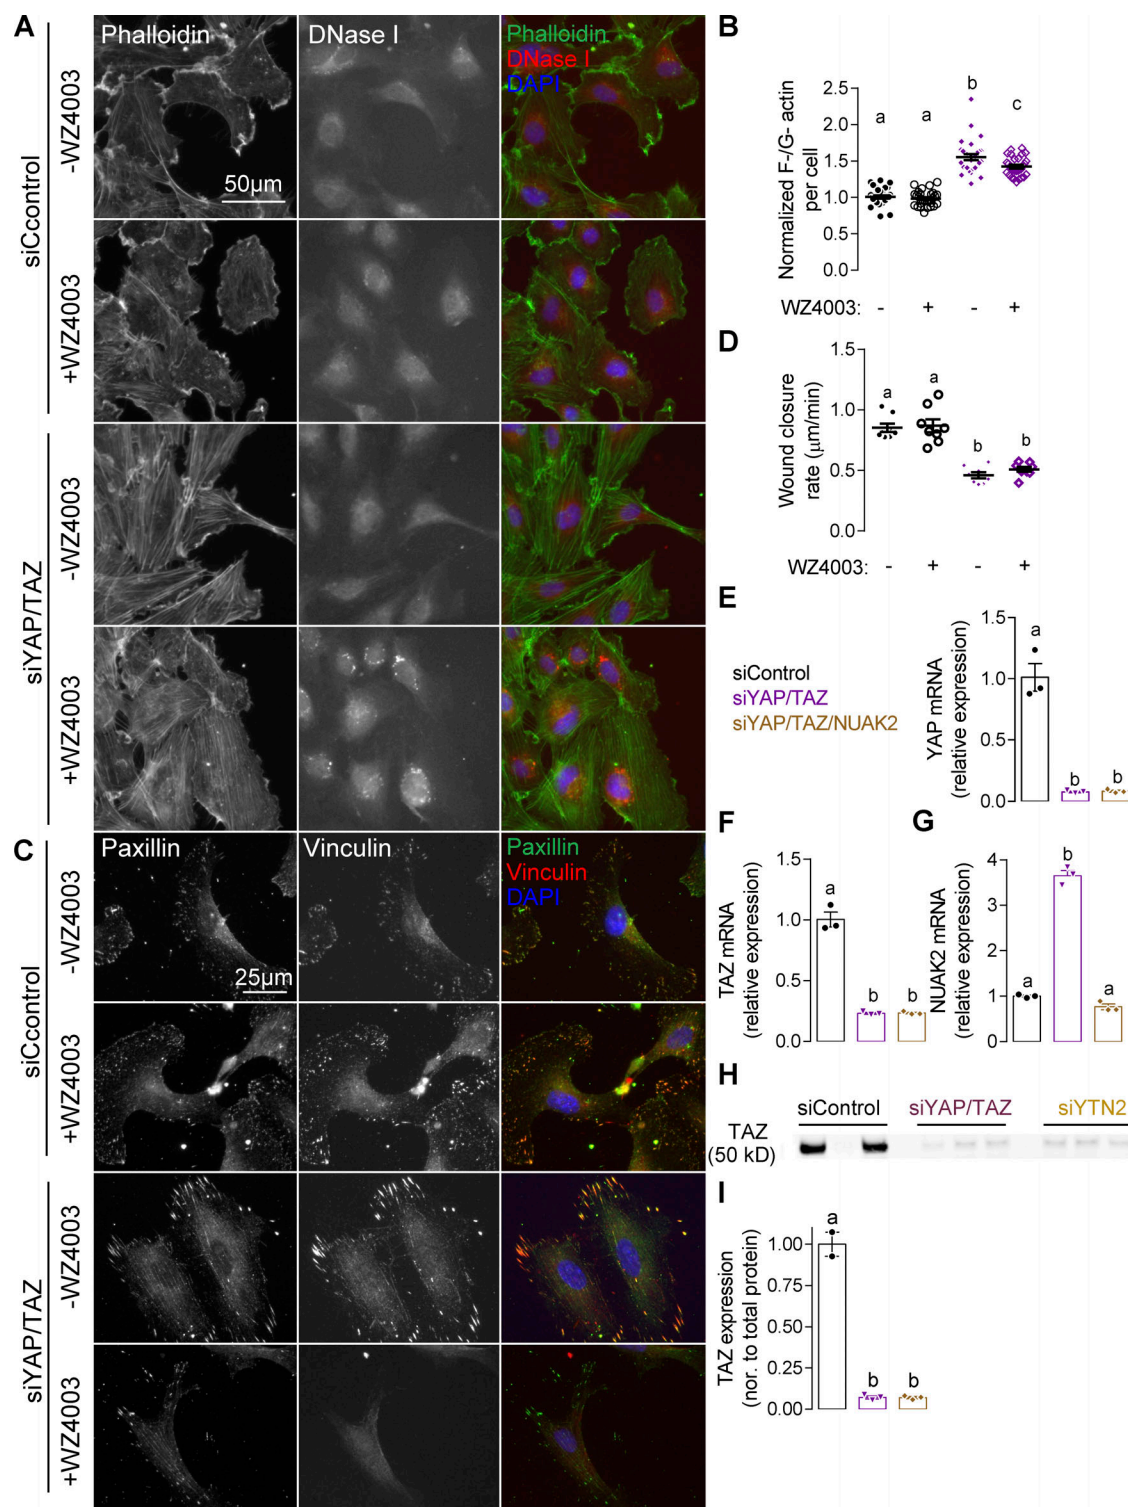 A
Phalloidin
DNase I
Phalloidin
DNase I
DAPI
50µm
siCcontrol
-WZ4003
+WZ4003
siYAP/TAZ
-WZ4003
+WZ4003
C
Paxillin
Vinculin
Paxillin
Vinculin
DAPI
25µm
siCcontrol
-WZ4003
+WZ4003
siYAP/TAZ
-WZ4003
+WZ4003
B
Normalized F-/G- actin
per cell
2.5
2.0
1.5
1.0
0.5
0.0
a
a
b
c
WZ4003: - + - +
D
Wound closure
rate (µm/min)
1.5
1.0
0.5
0.0
a
a
b
b
WZ4003: - + - +
E
siControl
siYAP/TAZ
siYAP/TAZ/NUAK2
YAP mRNA
(relative expression)
1.5
1.0
0.5
0.0
a
b
b
F
TAZ mRNA
(relative expression)
1.5
1.0
0.5
0.0
a
b
b
G
NUAK2 mRNA
(relative expression)
4
3
2
1
0
a
b
a
H
siControl
siYAP/TAZ
siYTN2
TAZ
(50 kD)
I
TAZ expression
(nor. to total protein)
1.00
0.75
0.50
0.25
0.00
a
b
b